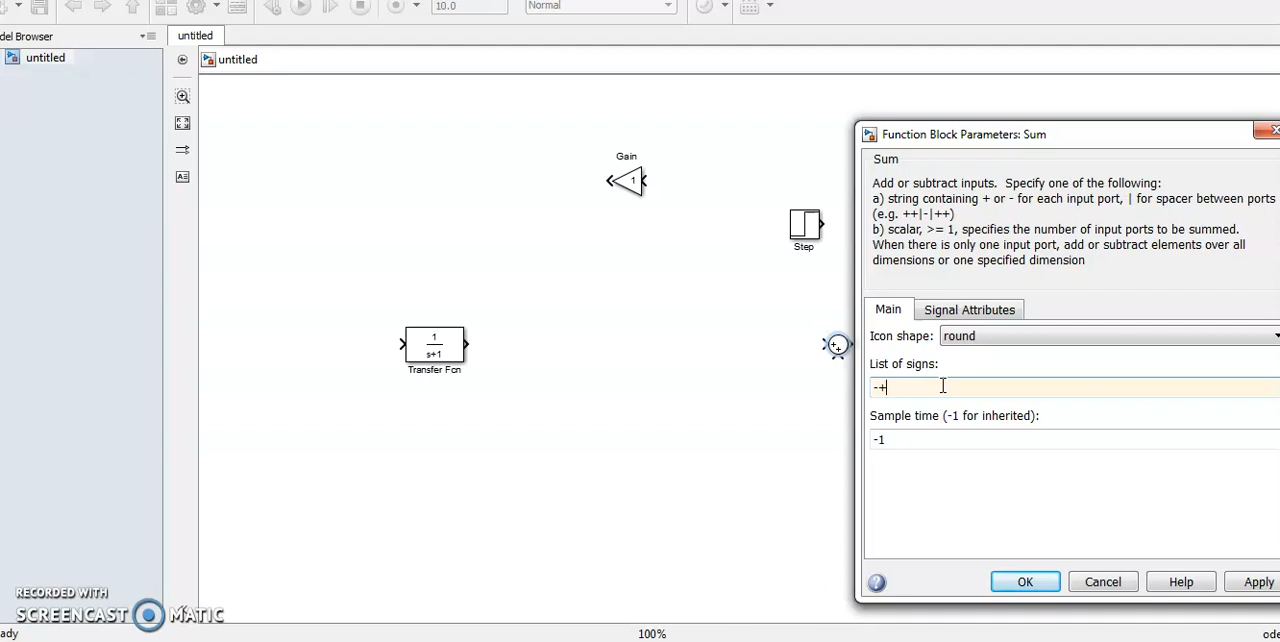 10.0
Normal
del Browser
untitled
untitled
untitled
Gain
1
Step
1
s+1
Transfer Fcn
Function Block Parameters: Sum
Sum
Add or subtract inputs. Specify one of the following:
a) string containing + or - for each input port, | for spacer between ports
(e.g. ++|-|++)
b) scalar, >= 1, specifies the number of input ports to be summed.
When there is only one input port, add or subtract elements over all
dimensions or one specified dimension
Main
Signal Attributes
Icon shape:
round
List of signs:
-+
Sample time (-1 for inherited):
-1
OK
Cancel
Help
Apply
RECORDED WITH
SCREENCAST MATIC
ady
100%
ode